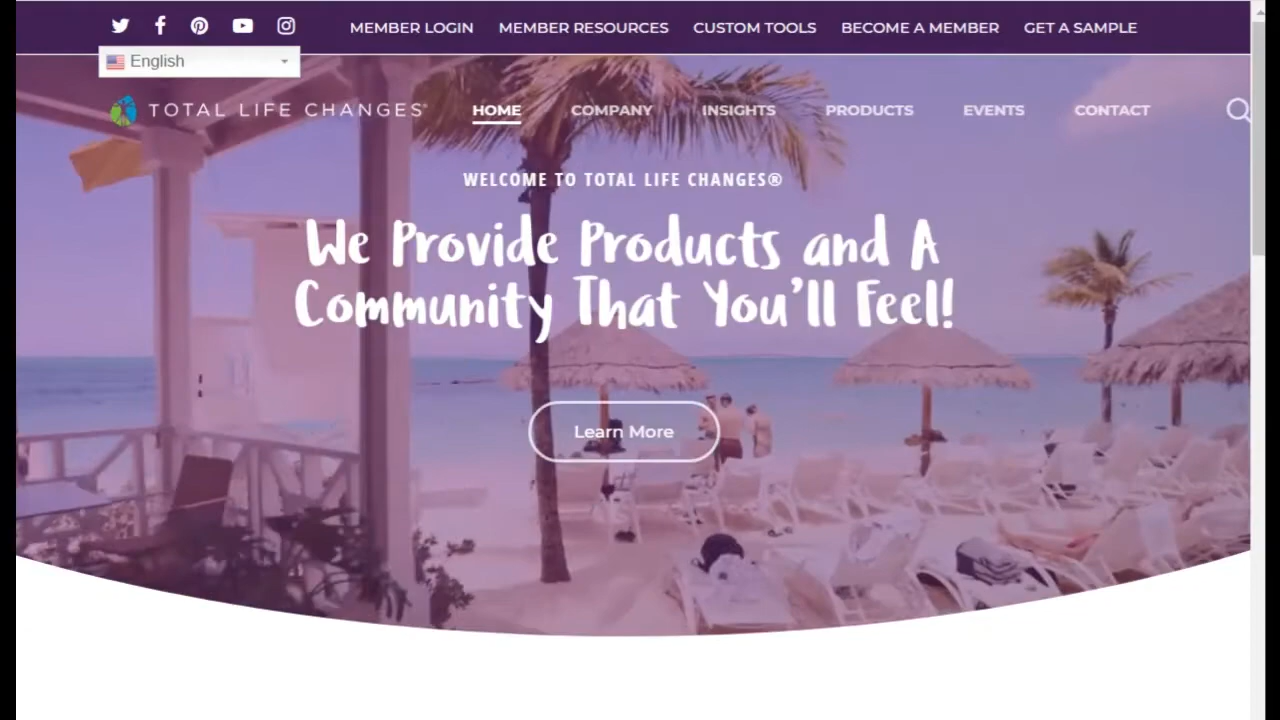 MEMBER LOGIN MEMBER RESOURCES CUSTOM TOOLS BECOME A MEMBER GET A SAMPLE
English
TOTAL LIFE CHANGES® HOME COMPANY INSIGHTS PRODUCTS EVENTS CONTACT
WELCOME TO TOTAL LIFE CHANGES®
We Provide Products and A
Community That You'll Feel!
Learn More